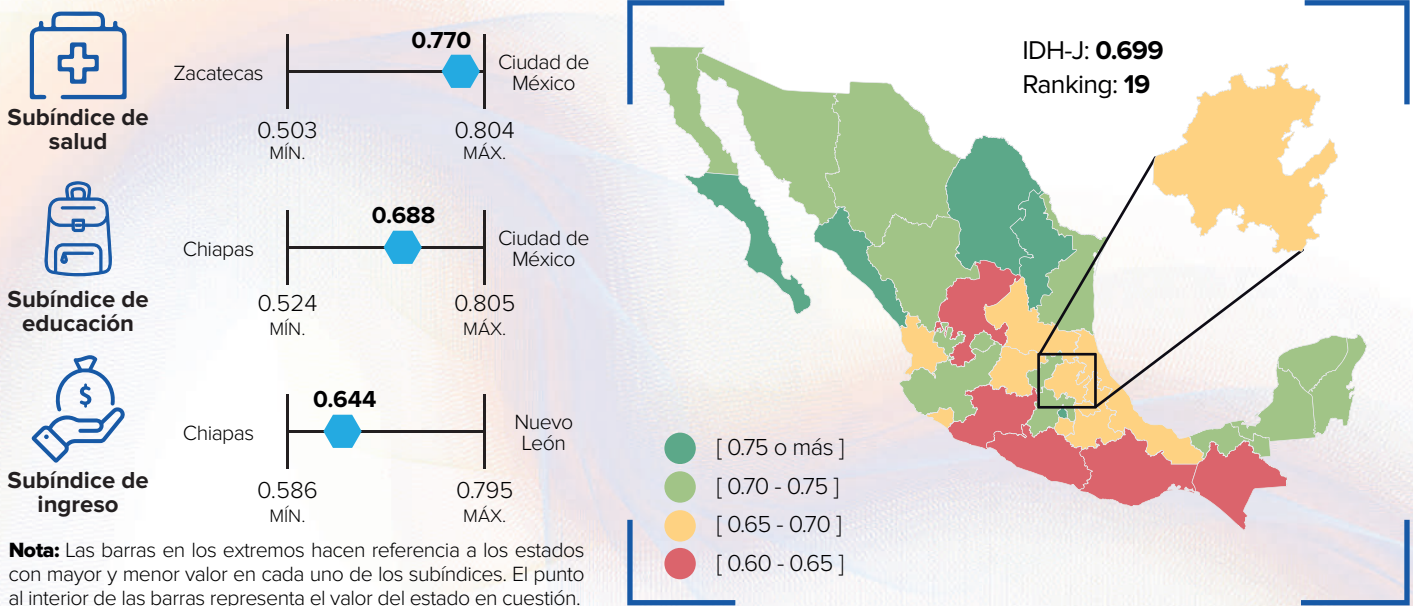 Subíndice de
salud
Zacatecas
0.770
Ciudad de
México
0.503
MÍN.
0.804
MÁX.
Subíndice de
educación
Chiapas
0.688
Ciudad de
México
0.524
MÍN.
0.805
MÁX.
$
Subíndice de
ingreso
Chiapas
0.644
Nuevo
León
0.586
MÍN.
0.795
MÁX.
Nota: Las barras en los extremos hacen referencia a los estados
con mayor y menor valor en cada uno de los subíndices. El punto
al interior de las barras representa el valor del estado en cuestión.
IDH-J: 0.699
Ranking: 19
[ 0.75 o más ]
[ 0.70 - 0.75 ]
[ 0.65 - 0.70 ]
[ 0.60 - 0.65 ]